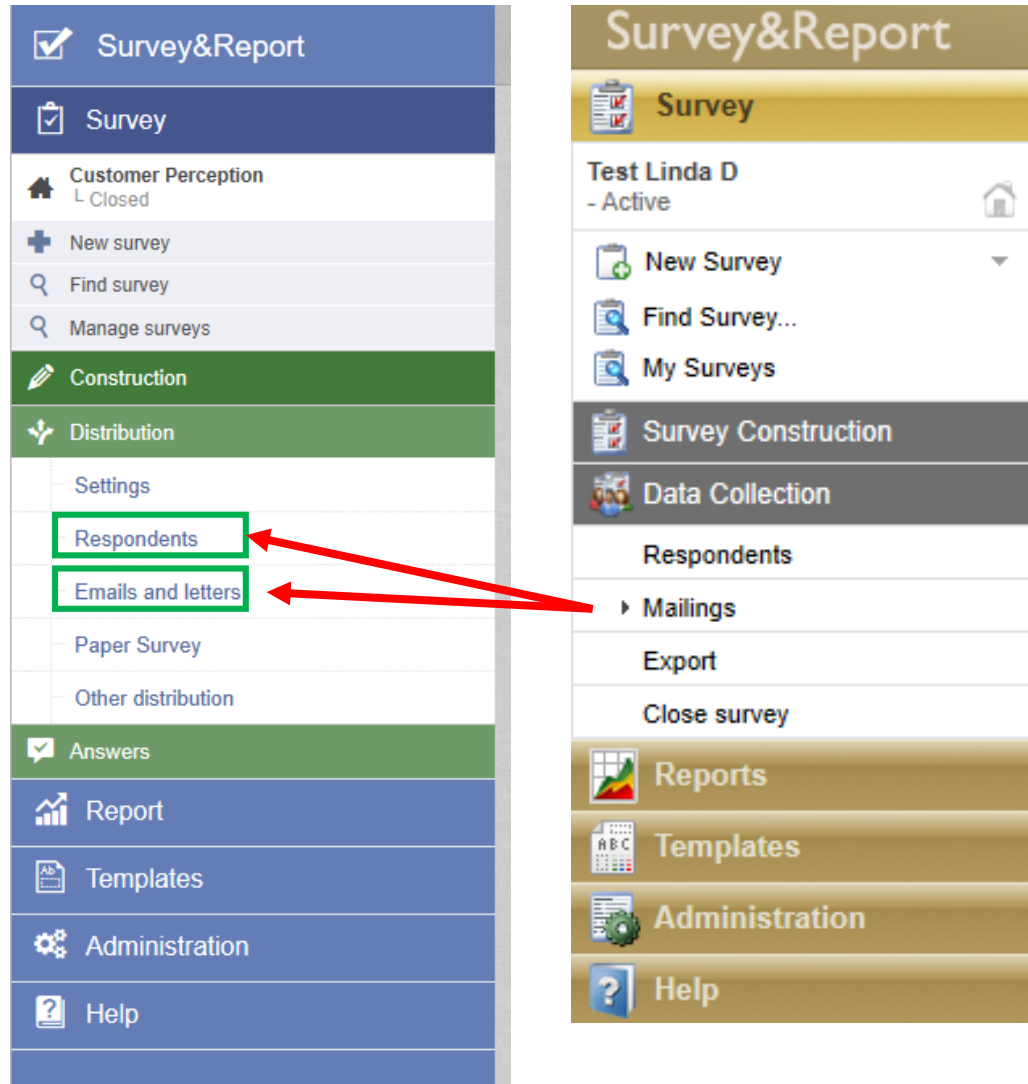 Survey&Report
Survey
Customer Perception
└ Closed
New survey
Find survey
Manage surveys
Construction
Distribution
Settings
Respondents
Emails and letters
Paper Survey
Other distribution
Answers
Report
Ab
Templates
Administration
?
Help
Survey&Report
Survey
Test Linda D
- Active
New Survey
Find Survey...
My Surveys
Survey Construction
Data Collection
Respondents
Mailings
Export
Close survey
Reports
ABC
Templates
Administration
?
Help